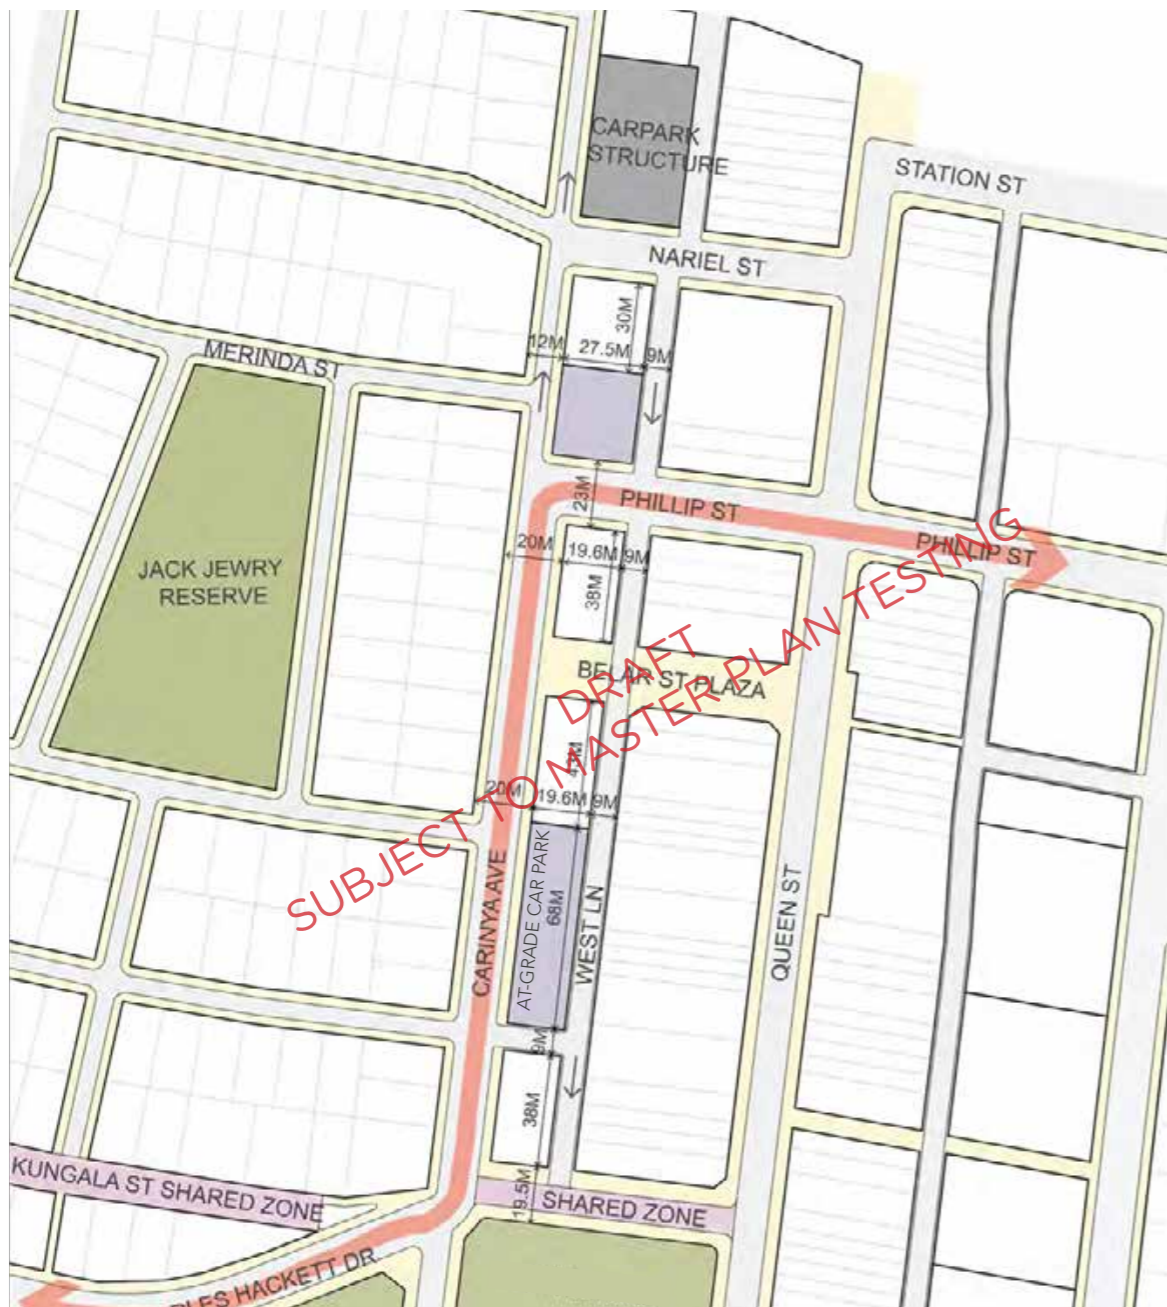 CARPARK
STRUCTURE
STATION ST
NARIEL ST
30M
12M
27.5M
9M
MERINDA ST
23M
PHILLIP ST
PHILLIP ST
20M
19.6M
9M
38M
JACK JEWRY
RESERVE
BELAR ST PLAZA
DRAFT
SUBJECT TO MASTER PLAN TESTING
43M
20M
19.6M
9M
AT-GRADE CAR PARK
68M
CARINYA AVE
WEST LN
QUEEN ST
9M
38M
KUNGALA ST SHARED ZONE
19.5M
SHARED ZONE
HACKETT DR